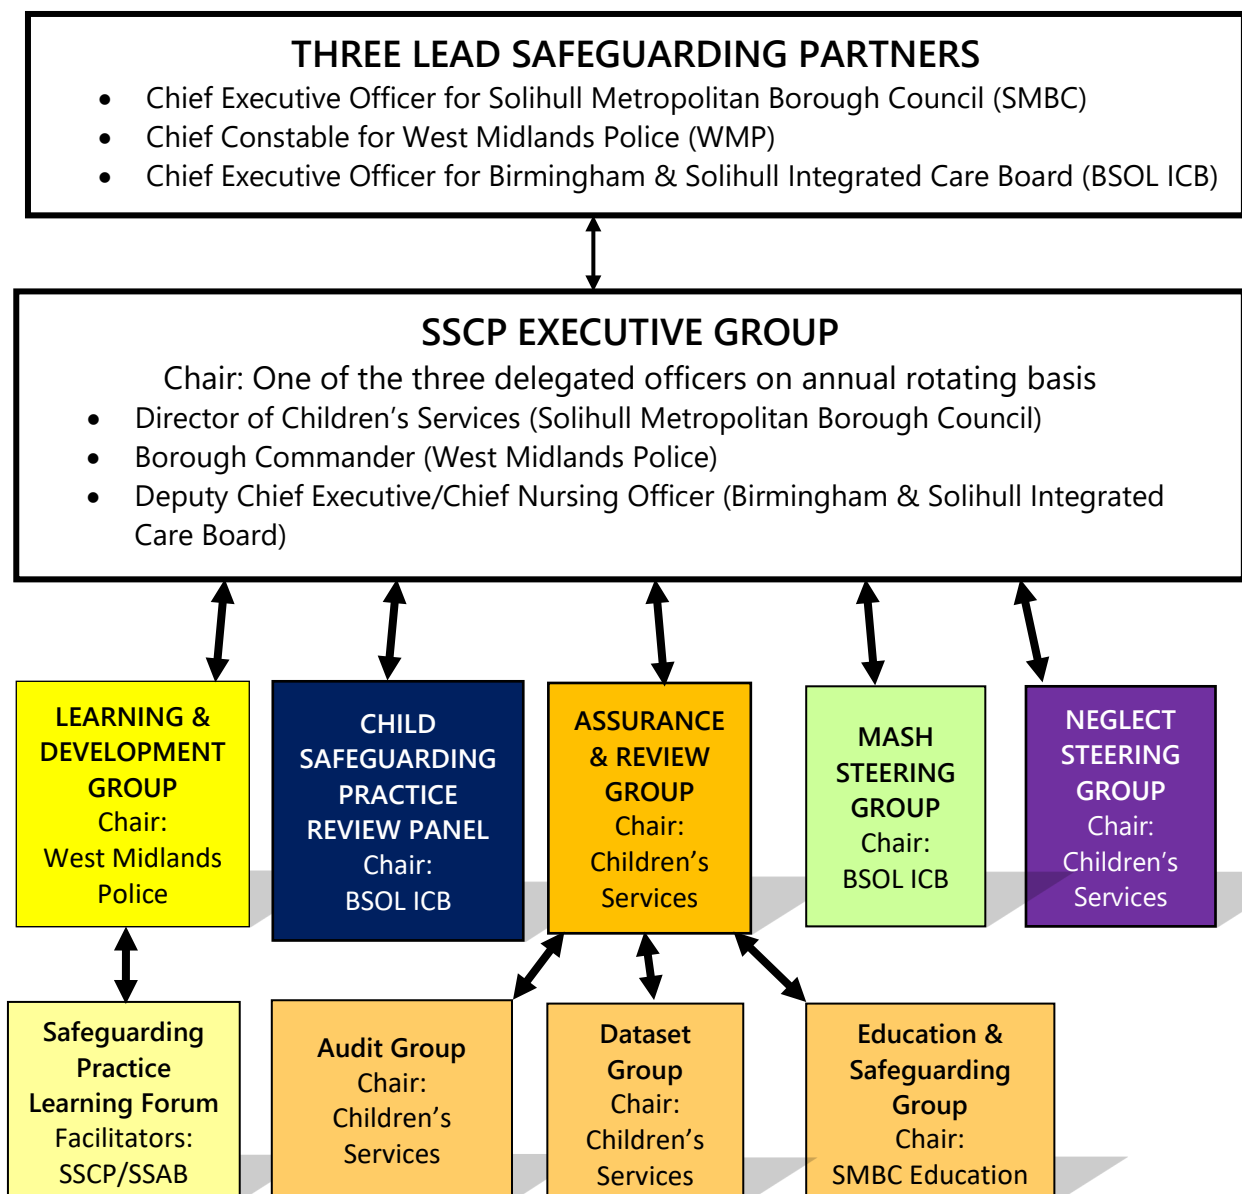 THREE LEAD SAFEGUARDING PARTNERS
• Chief Executive Officer for Solihull Metropolitan Borough Council (SMBC)
• Chief Constable for West Midlands Police (WMP)
• Chief Executive Officer for Birmingham & Solihull Integrated Care Board (BSOL ICB)
SSCP EXECUTIVE GROUP
Chair: One of the three delegated officers on annual rotating basis
• Director of Children’s Services (Solihull Metropolitan Borough Council)
• Borough Commander (West Midlands Police)
• Deputy Chief Executive/Chief Nursing Officer (Birmingham & Solihull Integrated
Care Board)
LEARNING &
DEVELOPMENT
GROUP
Chair:
West Midlands
Police
CHILD
SAFEGUARDING
PRACTICE
REVIEW PANEL
Chair:
BSOL ICB
ASSURANCE
& REVIEW
GROUP
Chair:
Children’s
Services
MASH
STEERING
GROUP
Chair:
BSOL ICB
NEGLECT
STEERING
GROUP
Chair:
Children’s
Services
Safeguarding
Practice
Learning Forum
Facilitators:
SSCP/SSAB
Audit Group
Chair:
Children’s
Services
Dataset
Group
Chair:
Children’s
Services
Education &
Safeguarding
Group
Chair:
SMBC Education